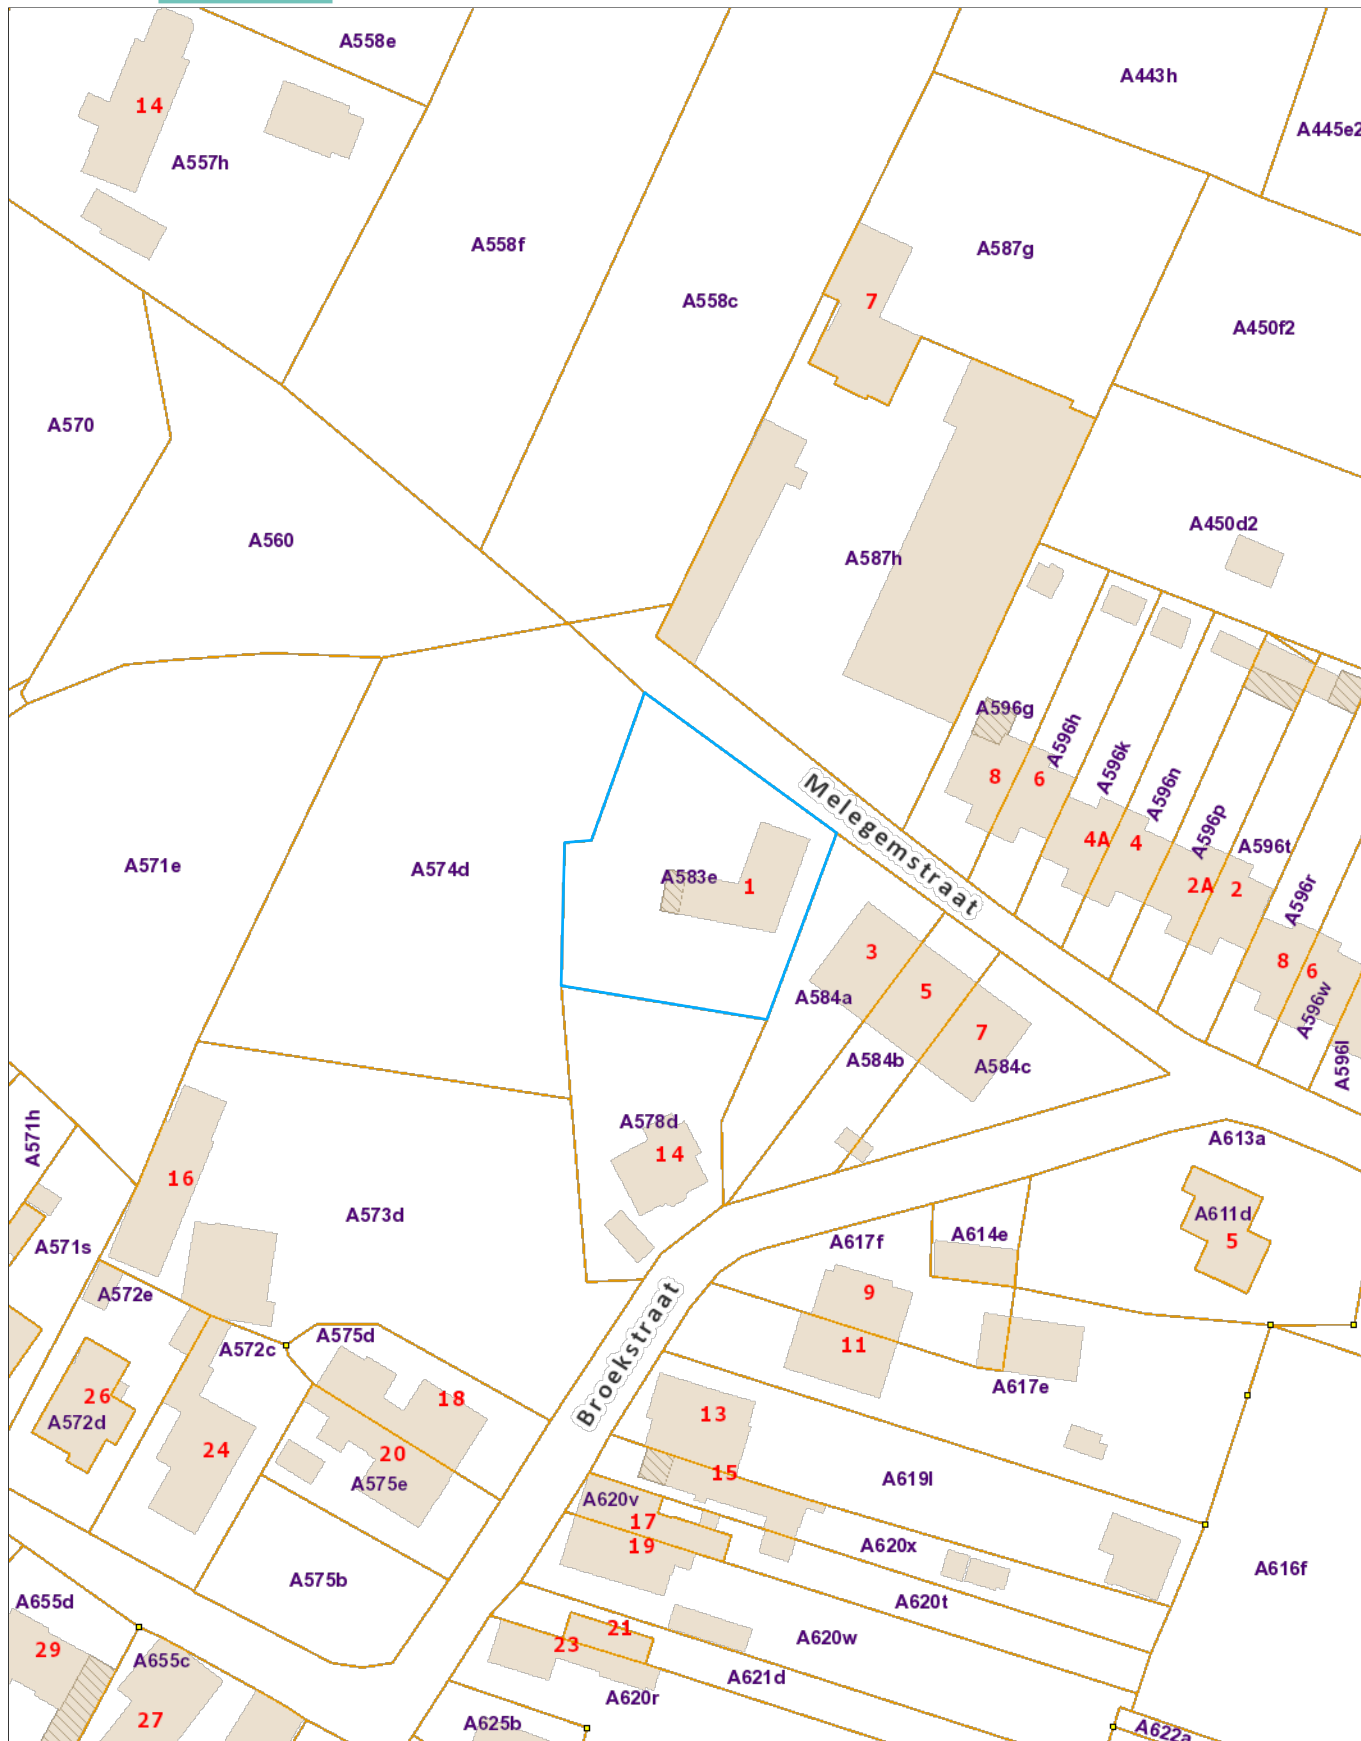 A558e
A443h
14
A445e2
A557h
A558f
A587g
A558c
7
A450f2
A570
A450d2
A560
A587h
A596g
A596h
A596k
A596n
8
6
Melegemstraat
4A
4
A596p
A596t
A571e
A574d
A583e
1
2A
2
A596r
3
5
8
6
A584a
A596w
7
A584b
A584c
A596l
A571h
A578d
14
A613a
16
A573d
A611d
5
A571s
A617f
A614e
A572e
9
A572c
A575d
11
Broekstraat
A617e
26
18
A572d
13
24
20
15
A619l
A575e
A620v
17
19
A620x
A575b
A616f
A655d
A620t
29
21
23
A620w
A655c
A621d
A620r
27
A625b
A622a